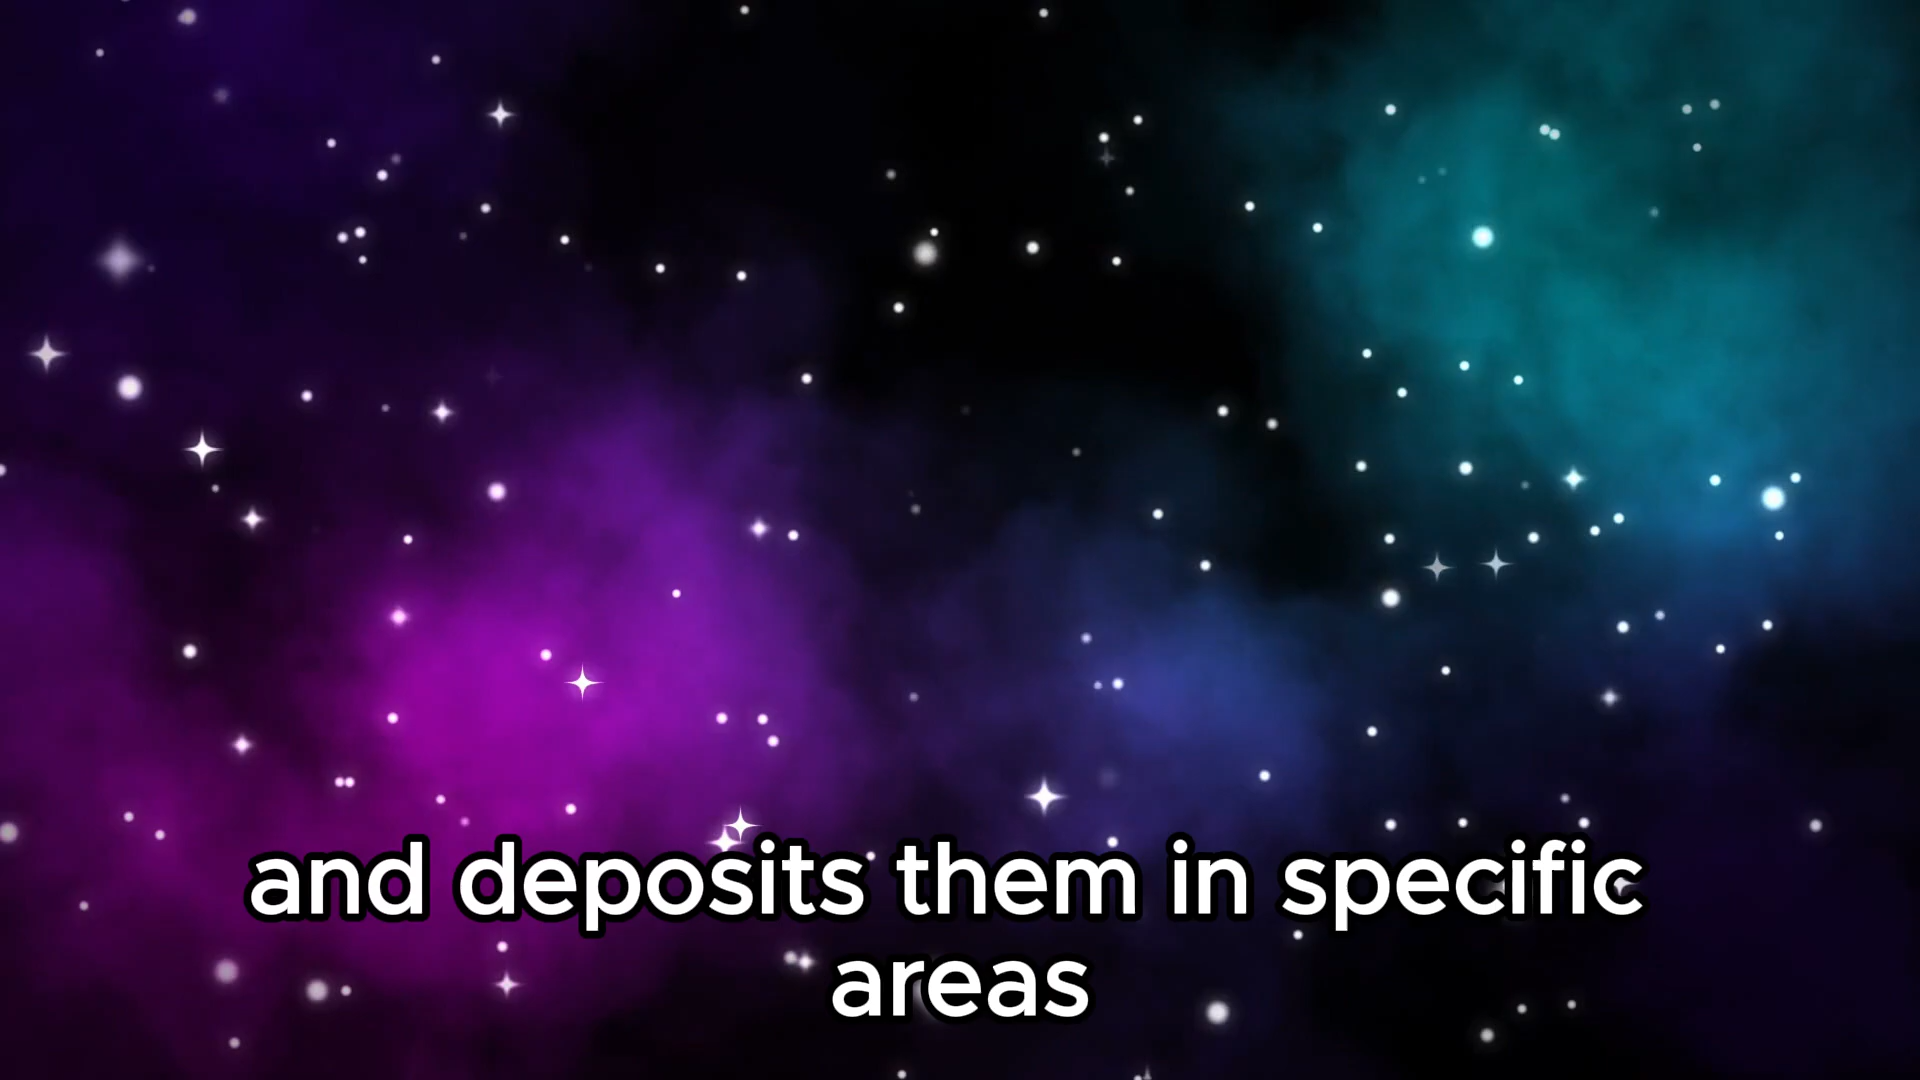 and deposits them in specific
areas